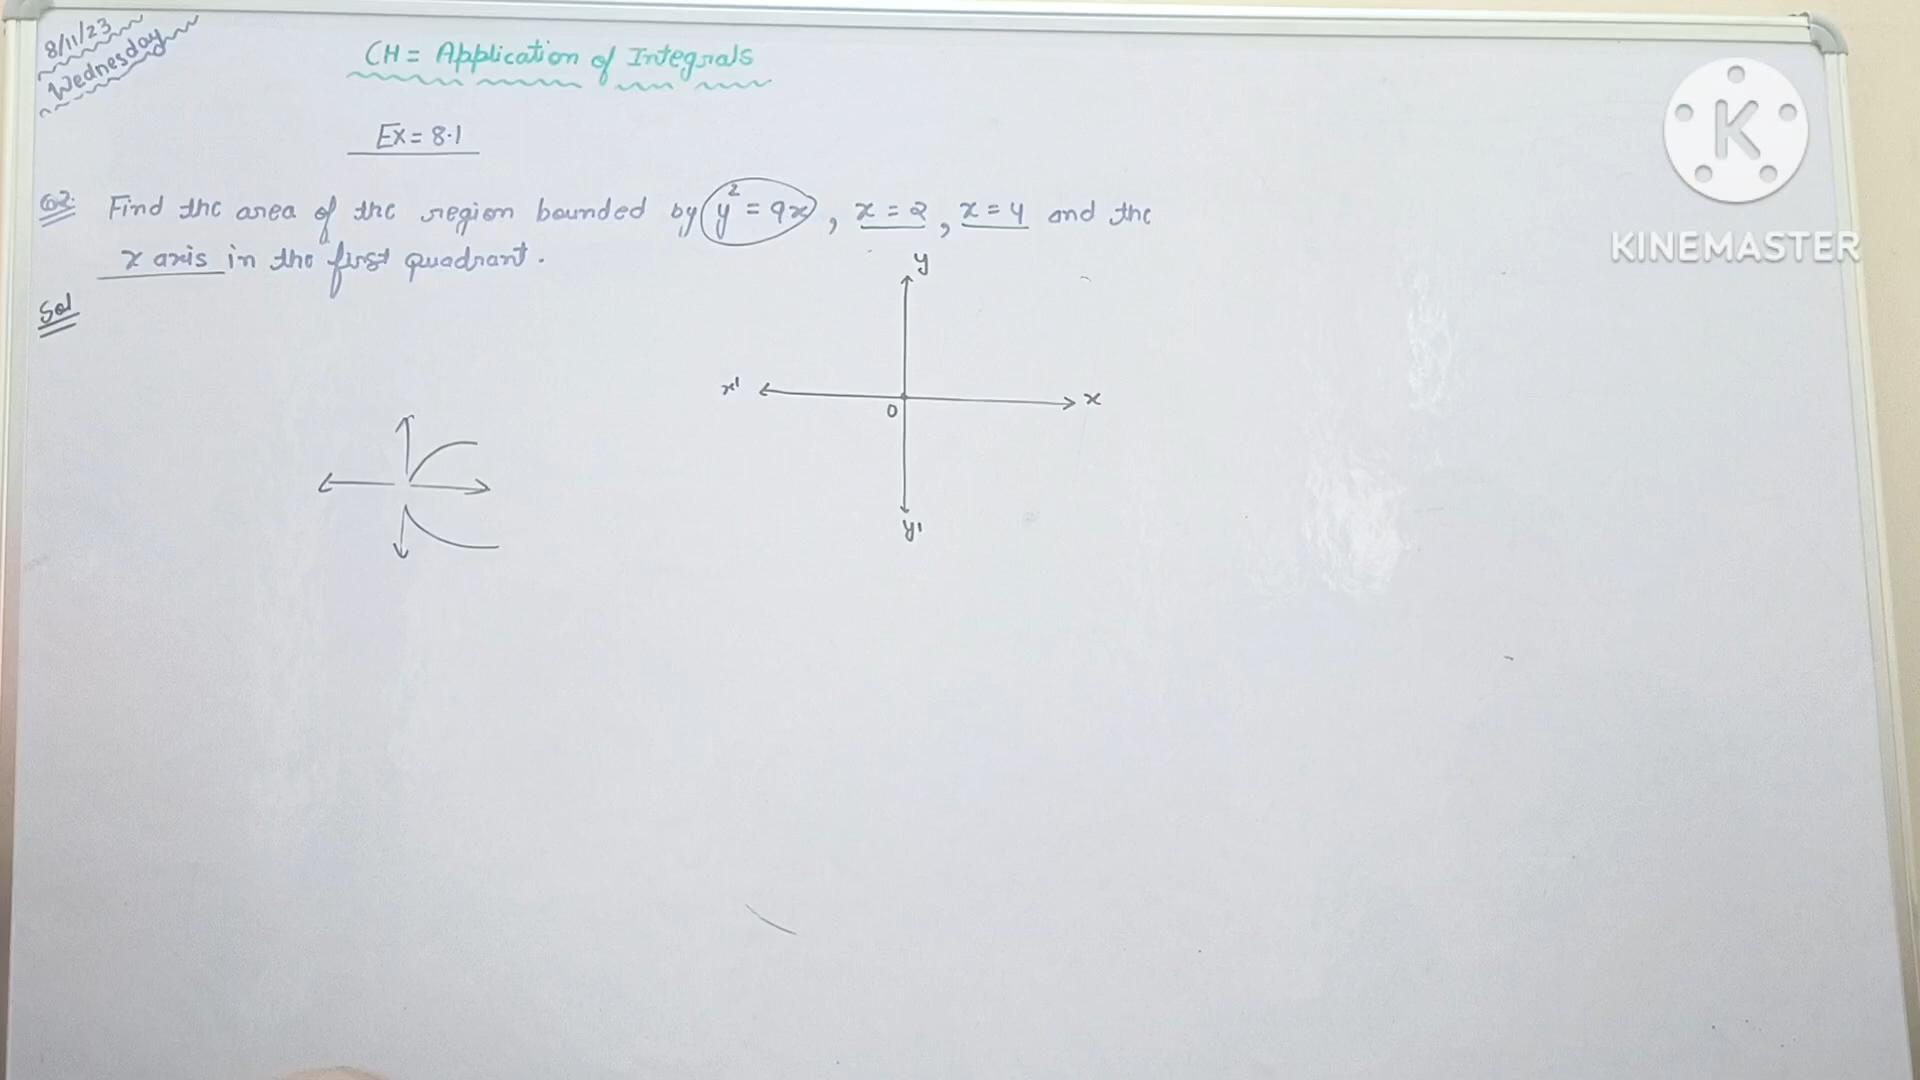 8/11/23
Wednesday
CH = Application of Integrals
Ex = 8.1
Q2. Find the area of the region bounded by y² = 9x, x = 2, x = 4 and the
x axis in the first quadrant.
Sol
y
x'
x
0
y'
K
KINEMASTER